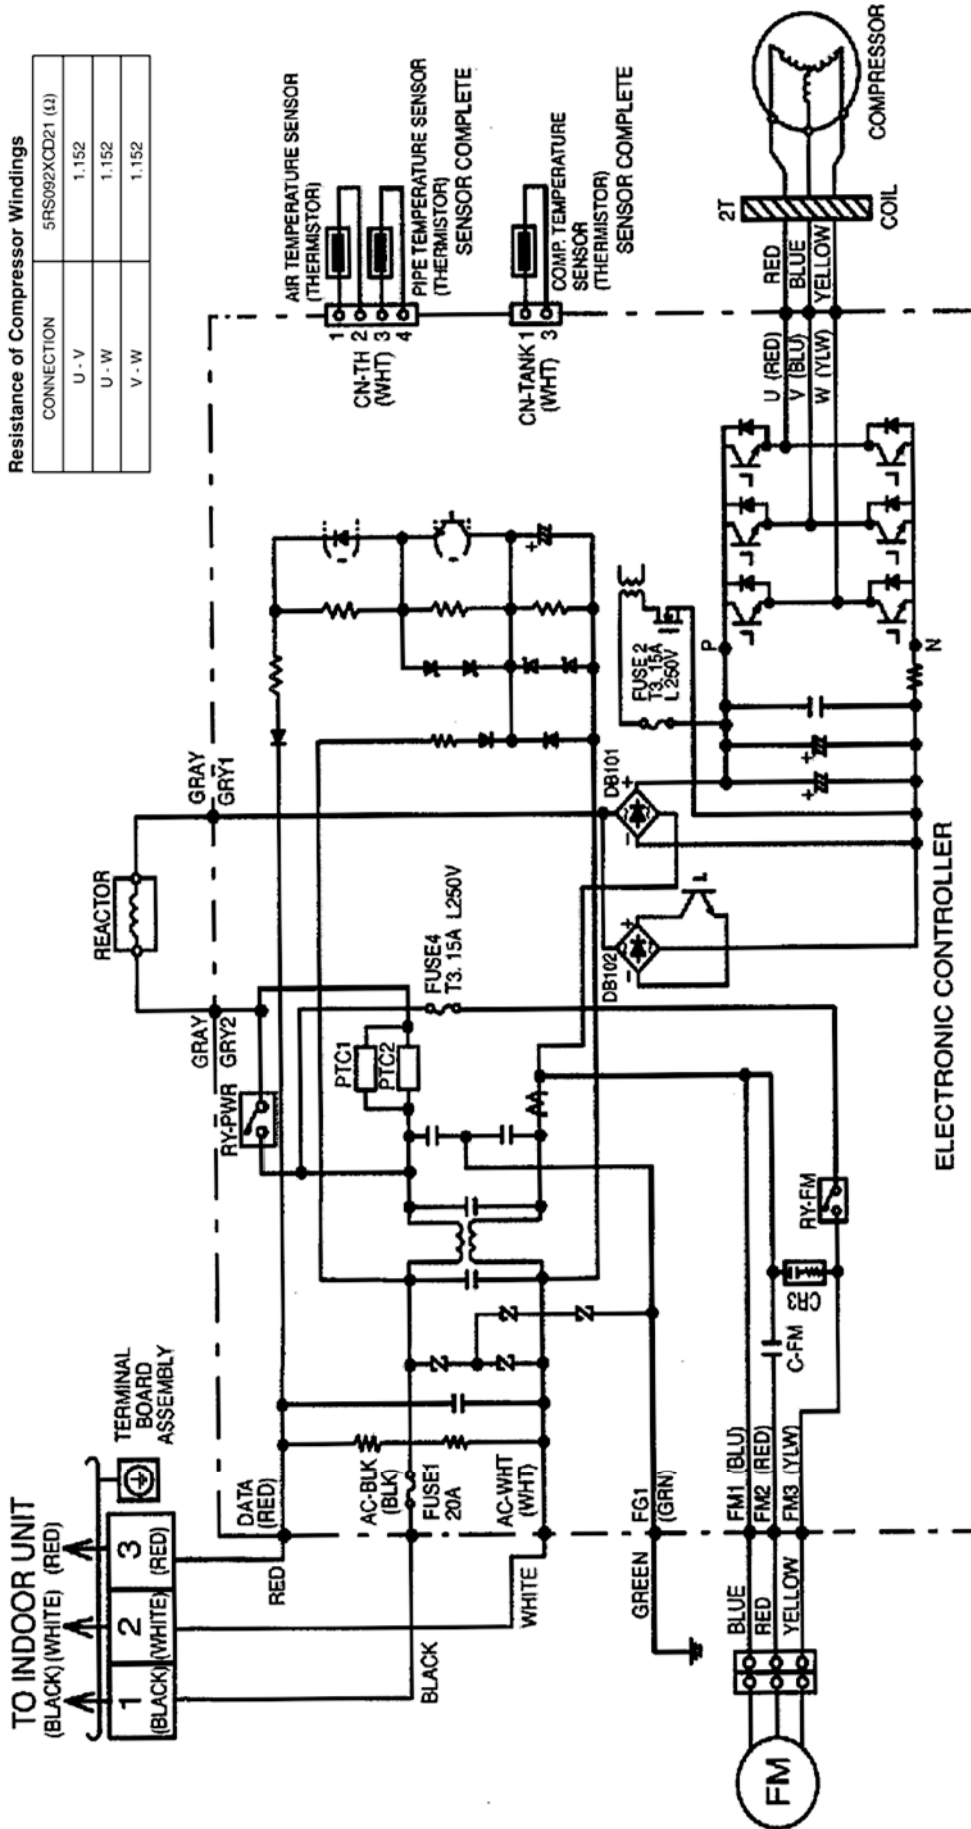 Resistance of Compressor Windings
CONNECTION 5RS092XCD21 (Ω)
U - V 1.152
U - W 1.152
V - W 1.152
TO INDOOR UNIT
(BLACK) (WHITE) (RED)
1 2 3
(BLACK) (WHITE) (RED)
TERMINAL
BOARD
ASSEMBLY
RED
BLACK
WHITE
GREEN
DATA
(RED)
AC-BLK
(BLK)
FUSE1
20A
AC-WHT
(WHT)
FG1
(GRN)
BLUE
RED
YELLOW
FM1 (BLU)
FM2 (RED)
FM3 (YLW)
FM
C-FM
CR3
RY-FM
RY-PWR
GRAY
GRY2
REACTOR
GRAY
GRY1
PTC1
PTC2
FUSE4
T3. 15A L250V
DB102
+
-
DB101
+
-
FUSE2
T3. 15A
L250V
+
+
+
P
N
AIR TEMPERATURE SENSOR
(THERMISTOR)
1
2
3
4
CN-TH
(WHT)
PIPE TEMPERATURE SENSOR
(THERMISTOR)
SENSOR COMPLETE
CN-TANK
(WHT)
1
3
COMP. TEMPERATURE
SENSOR
(THERMISTOR)
SENSOR COMPLETE
U (RED)
V (BLU)
W (YLW)
RED
BLUE
YELLOW
2T
COIL
COMPRESSOR
ELECTRONIC CONTROLLER